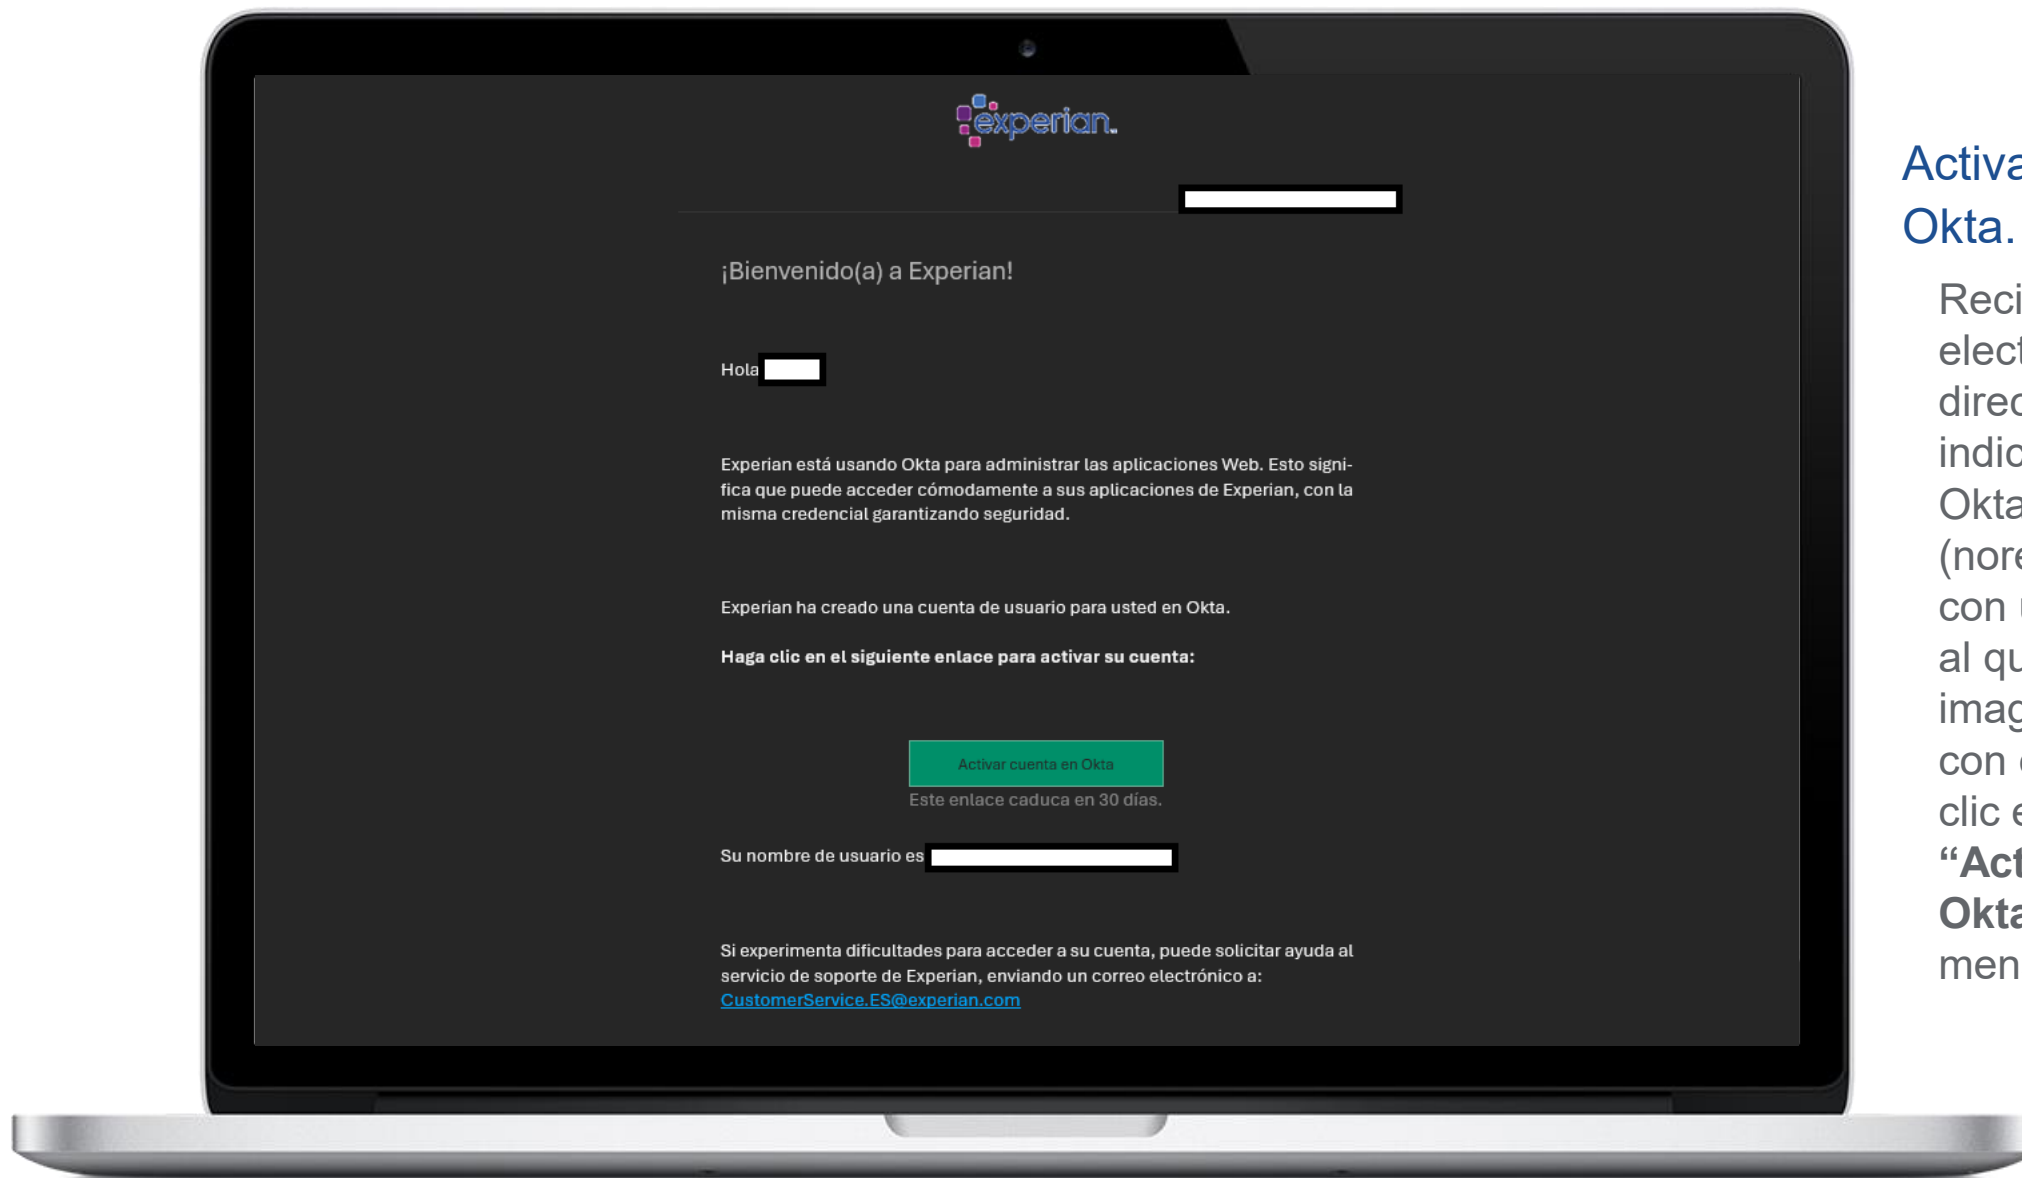 experian.
¡Bienvenido(a) a Experian!
Hola
Experian está usando Okta para administrar las aplicaciones Web. Esto signi-
fica que puede acceder cómodamente a sus aplicaciones de Experian, con la
misma credencial garantizando seguridad.
Experian ha creado una cuenta de usuario para usted en Okta.
Haga clic en el siguiente enlace para activar su cuenta:
Activar cuenta en Okta
Este enlace caduca en 30 días.
Su nombre de usuario es
Si experimenta dificultades para acceder a su cuenta, puede solicitar ayuda al
servicio de soporte de Experian, enviando un correo electrónico a:
CustomerService.ES@experian.com
Okta.
con
al
con
clic